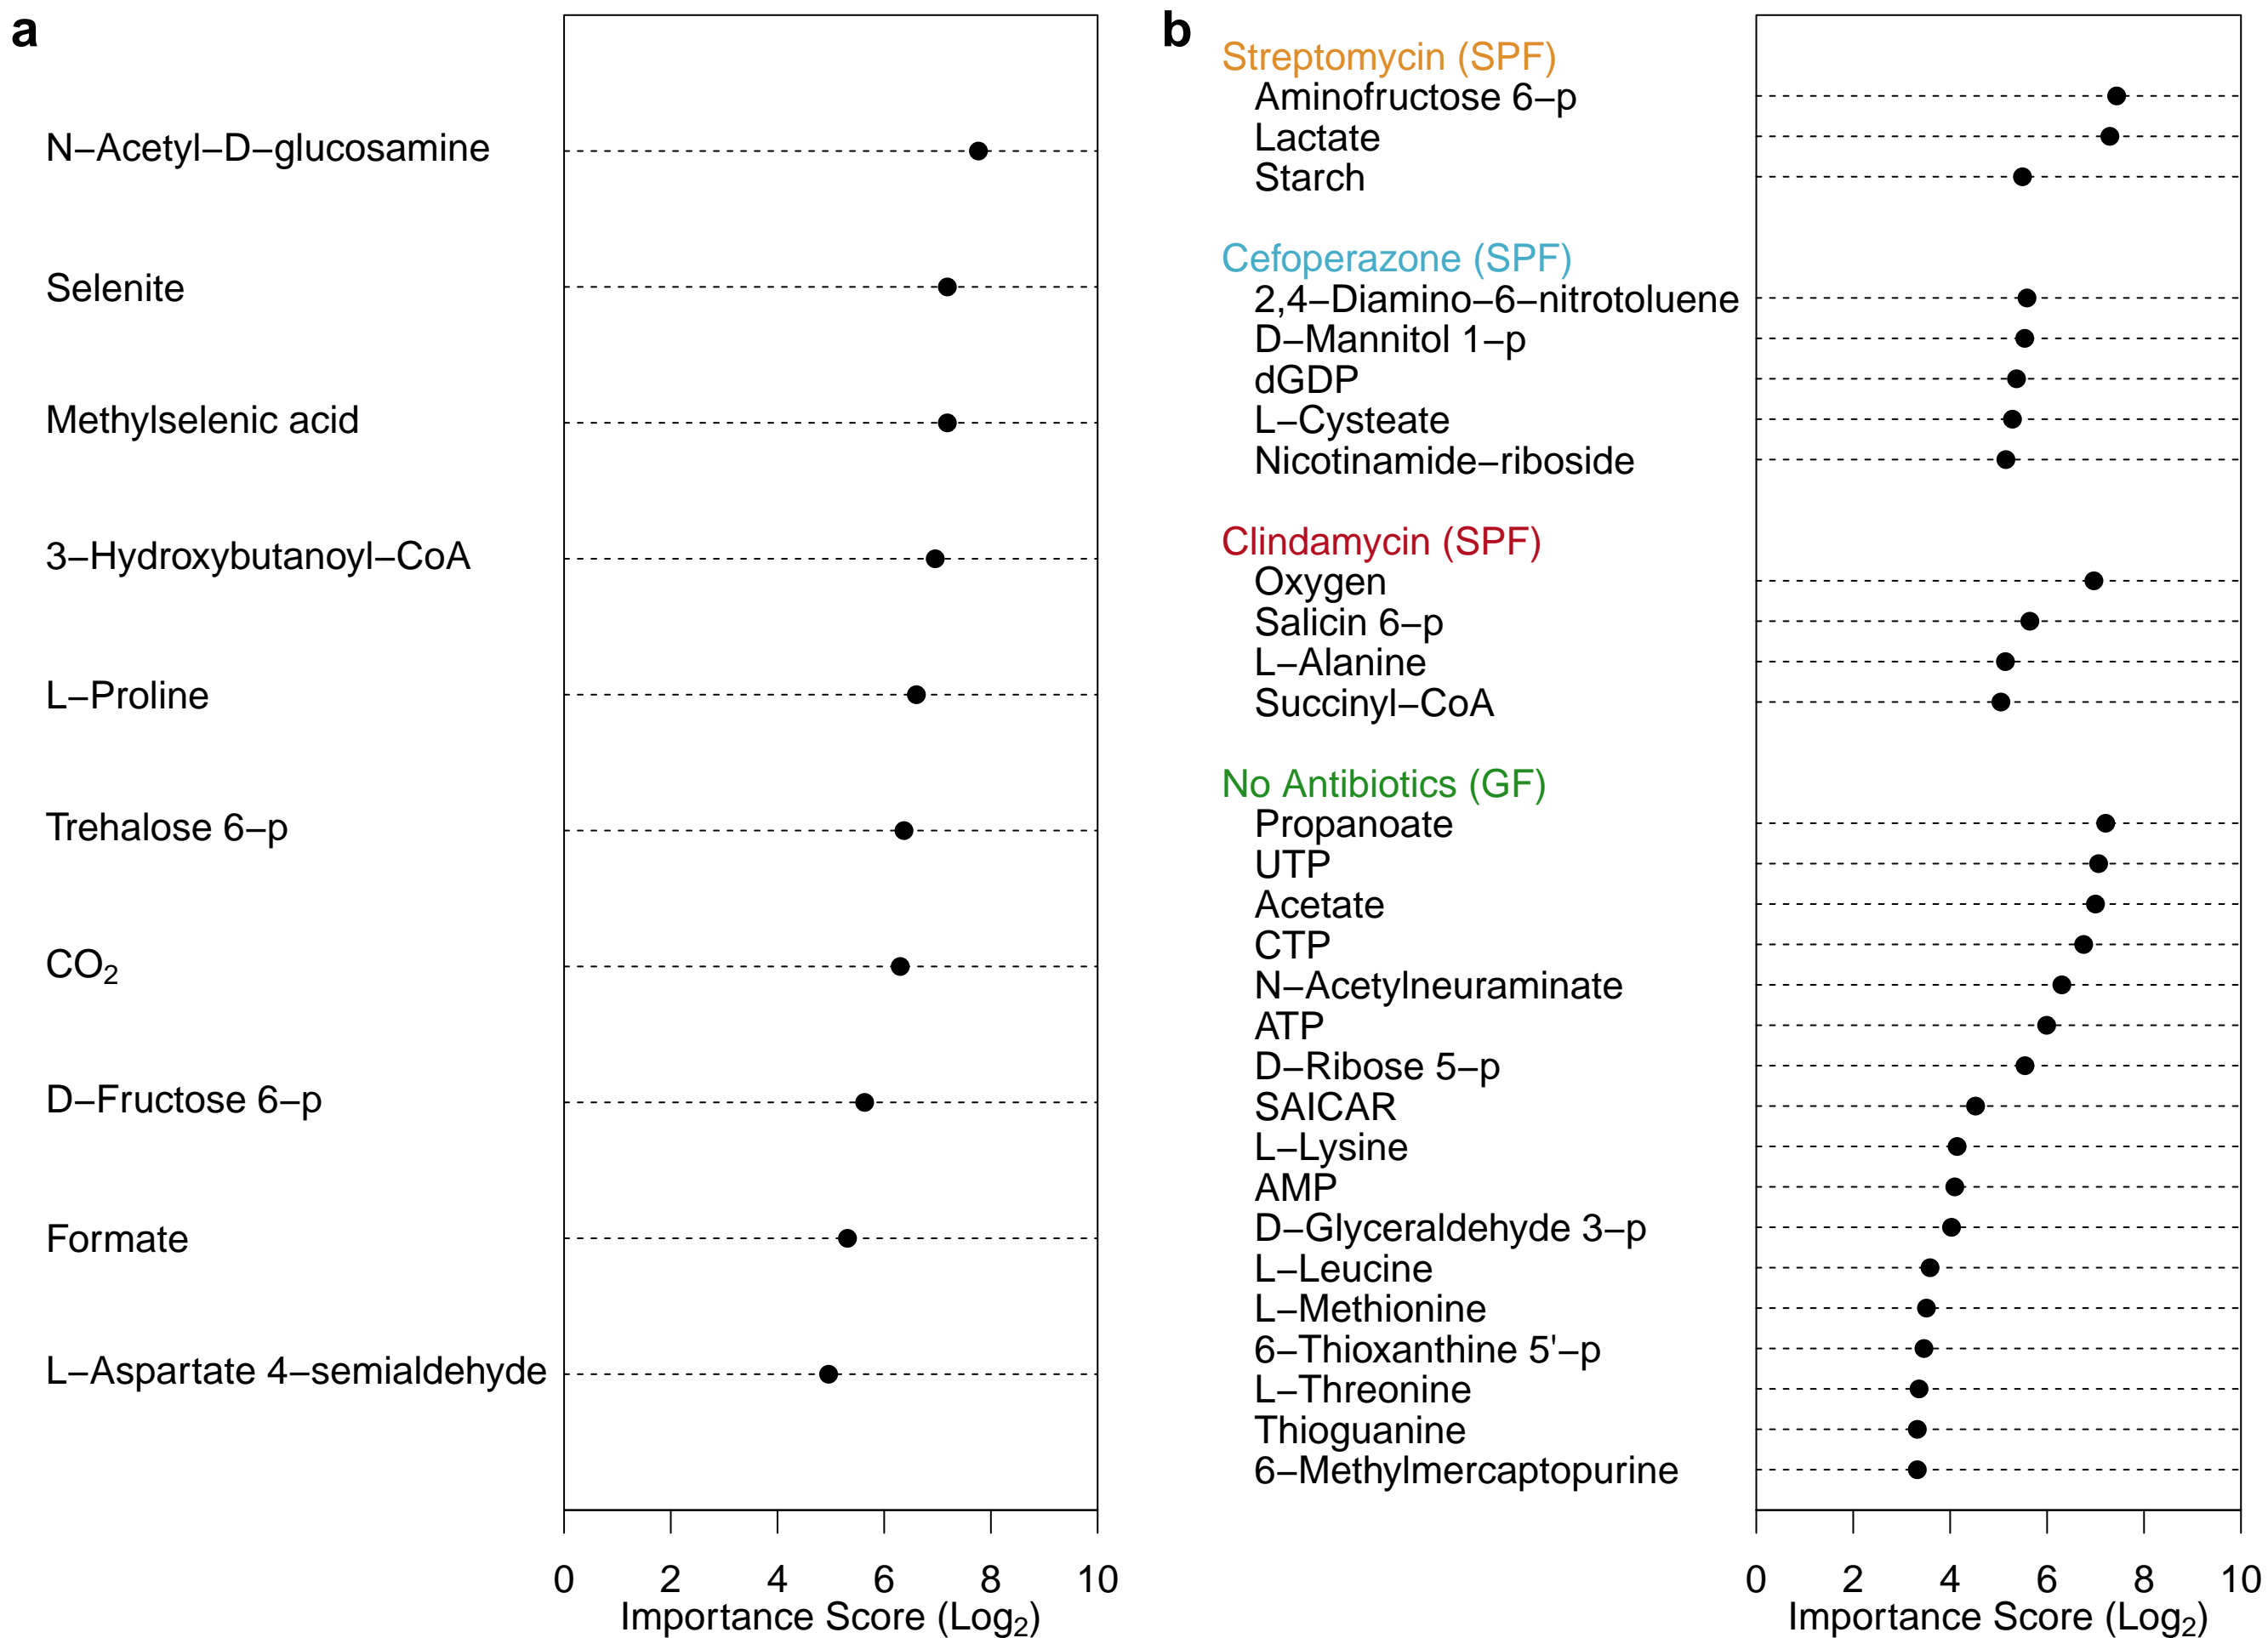 a
N–Acetyl–D–glucosamine
Selenite
Methylselenic acid
3–Hydroxybutanoyl–CoA
L–Proline
Trehalose 6–p
CO₂
D–Fructose 6–p
Formate
L–Aspartate 4–semialdehyde
0 2 4 6 8 10
Importance Score (Log₂)
b
Streptomycin (SPF)
Aminofructose 6–p
Lactate
Starch
Cefoperazone (SPF)
2,4–Diamino–6–nitrotoluene
D–Mannitol 1–p
dGDP
L–Cysteate
Nicotinamide–riboside
Clindamycin (SPF)
Oxygen
Salicin 6–p
L–Alanine
Succinyl–CoA
No Antibiotics (GF)
Propanoate
UTP
Acetate
CTP
N–Acetylneuraminate
ATP
D–Ribose 5–p
SAICAR
L–Lysine
AMP
D–Glyceraldehyde 3–p
L–Leucine
L–Methionine
6–Thioxanthine 5'–p
L–Threonine
Thioguanine
6–Methylmercaptopurine
0 2 4 6 8 10
Importance Score (Log₂)